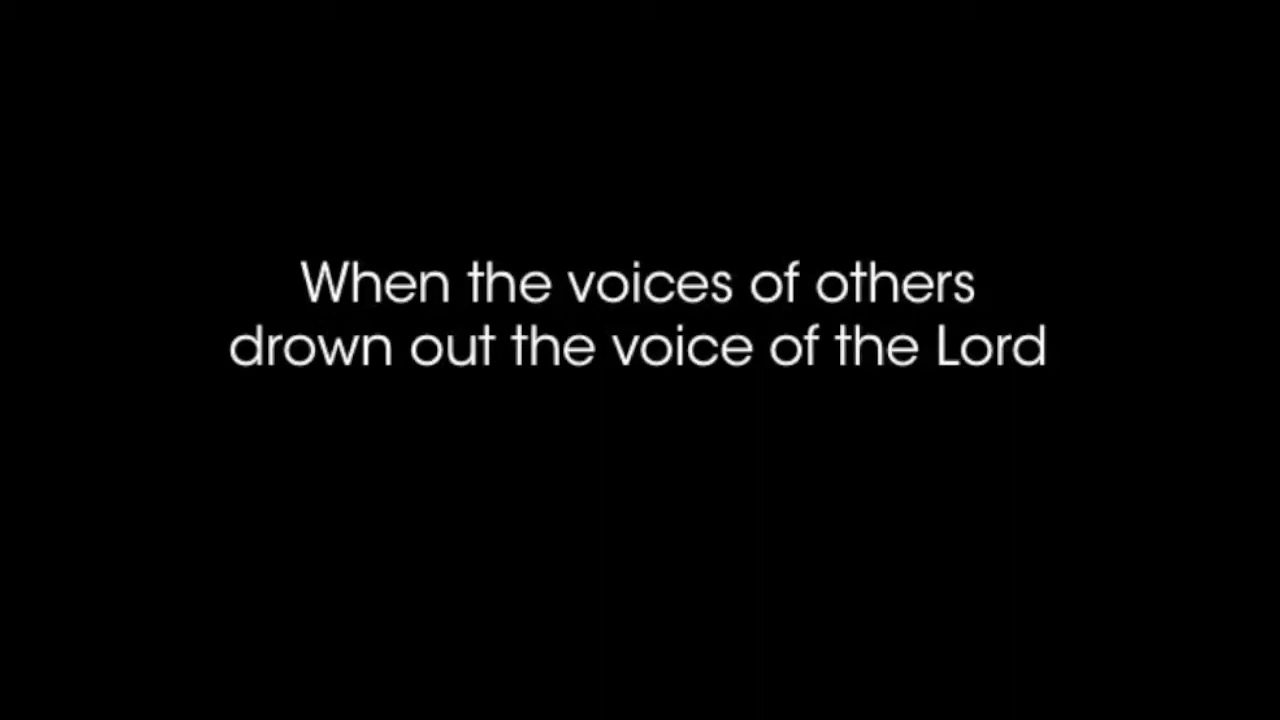 When the voices of others
drown out the voice of the Lord